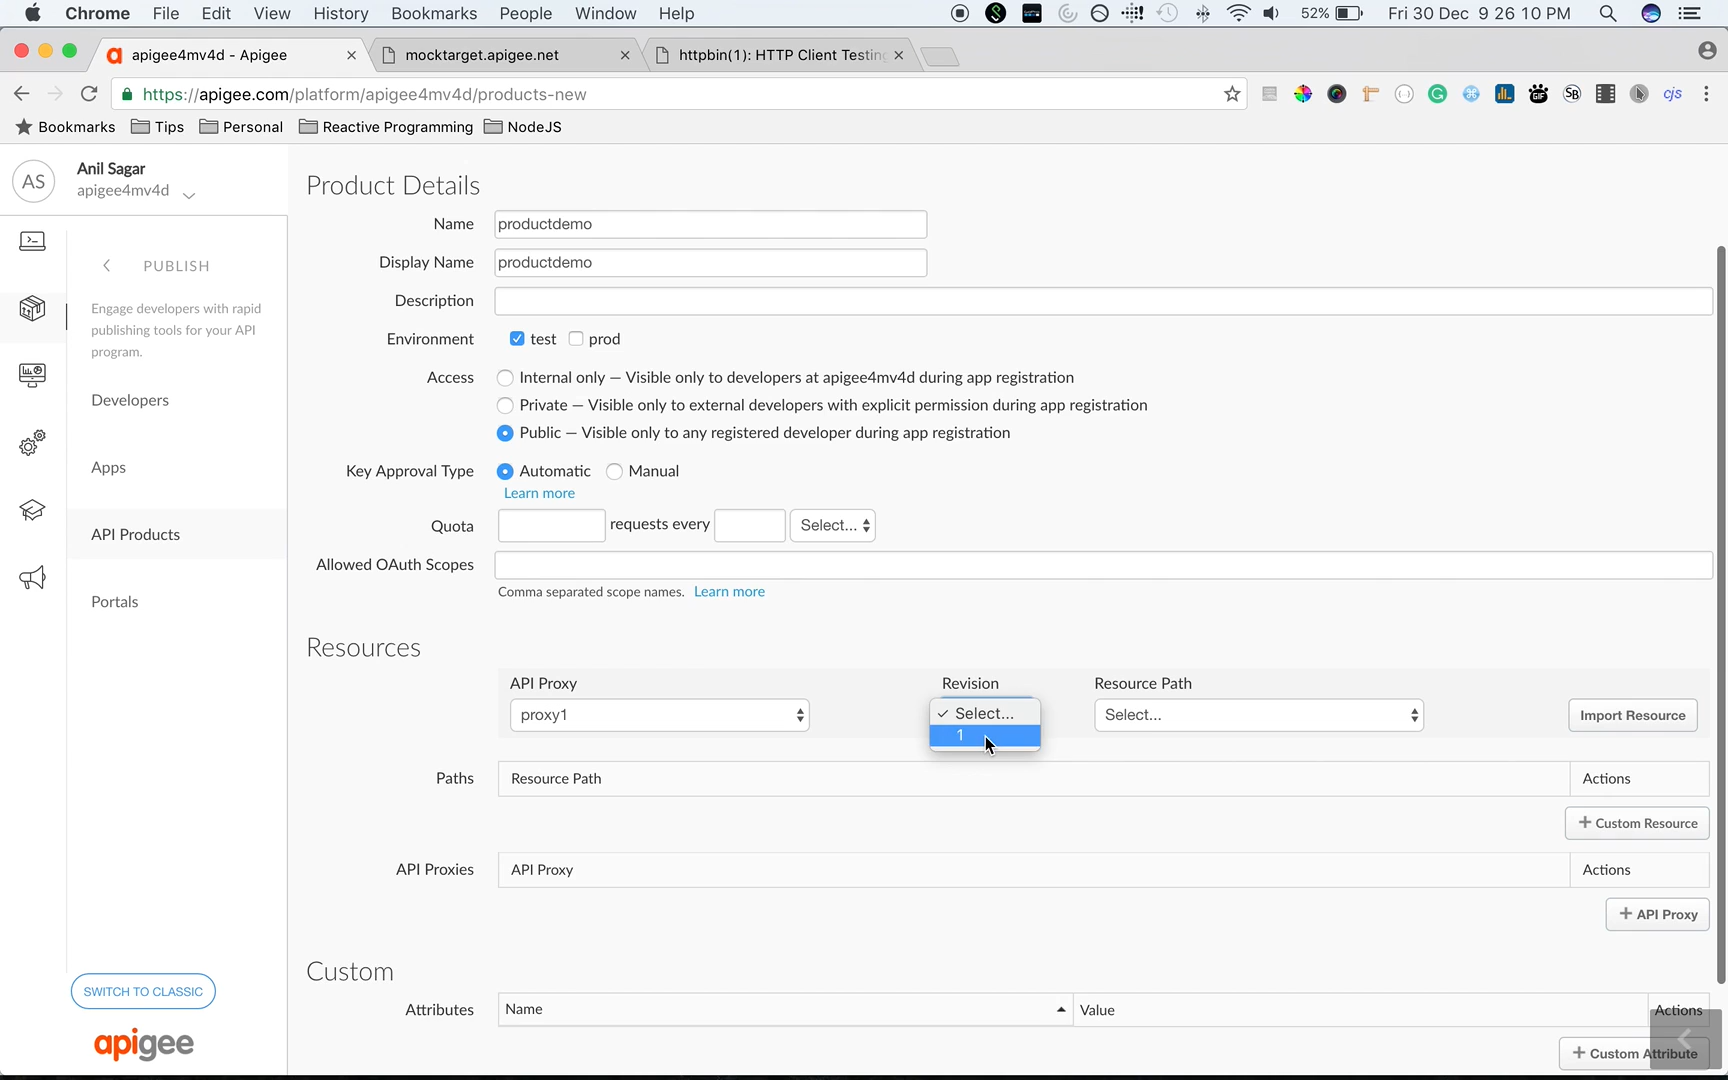 Chrome File Edit View History Bookmarks People Window Help 52% Fri 30 Dec 9 26 10 PM
apigee4mv4d - Apigee mocktarget.apigee.net httpbin(1): HTTP Client Testing
https://apigee.com/platform/apigee4mv4d/products-new
Bookmarks Tips Personal Reactive Programming NodeJS
AS
Anil Sagar
apigee4mv4d
PUBLISH
Engage developers with rapid
publishing tools for your API
program.
Developers
Apps
API Products
Portals
SWITCH TO CLASSIC
apigee
Product Details
Name productdemo
Display Name productdemo
Description
Environment test prod
Access Internal only — Visible only to developers at apigee4mv4d during app registration
Private — Visible only to external developers with explicit permission during app registration
Public — Visible only to any registered developer during app registration
Key Approval Type Automatic Manual
Learn more
Quota requests every Select...
Allowed OAuth Scopes
Comma separated scope names. Learn more
Resources
API Proxy Revision Resource Path
proxy1 Select... Select... Import Resource
1
Paths Resource Path Actions
+ Custom Resource
API Proxies API Proxy Actions
+ API Proxy
Custom
Attributes Name Value Actions
+ Custom Attribute